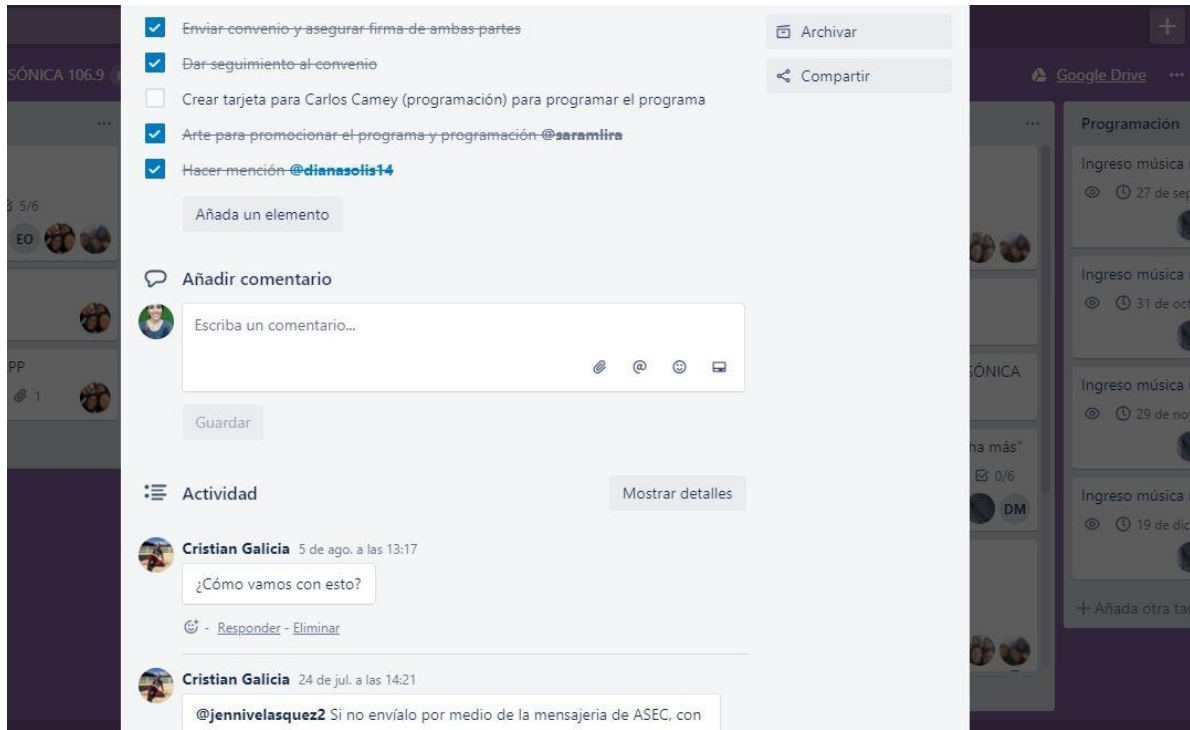 Enviar convenio y asegurar firma de ambas partes
Dar seguimiento al convenio
Crear tarjeta para Carlos Camey (programación) para programar el programa
Arte para promocionar el programa y programación @saramlira
Hacer mención @dianasolis14
Añada un elemento
Archivar
Compartir
Añadir comentario
Escriba un comentario...
Guardar
Actividad
Mostrar detalles
Cristian Galicia 5 de ago. a las 13:17
¿Cómo vamos con esto?
- Responder - Eliminar
Cristian Galicia 24 de jul. a las 14:21
@jennivelasquez2 Si no envíalo por medio de la mensajeria de ASEC, con
SÓNICA 106.9
5/6
EO
PP
1
Google Drive
SÓNICA
más"
0/6
DM
Programación
Ingreso música
27 de sep
Ingreso música
31 de oct
Ingreso música
29 de nov
Ingreso música
19 de dic
+ Añada otra